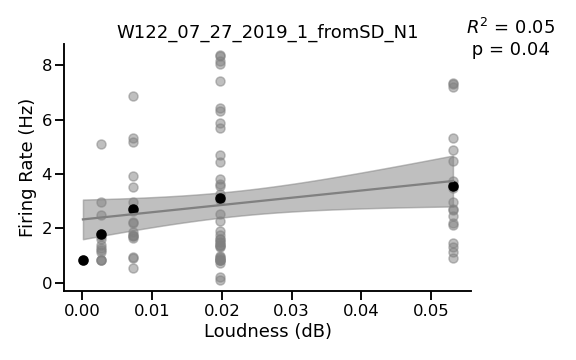 W122_07_27_2019_1_fromSD_N1
R² = 0.05
p = 0.04
Firing Rate (Hz)
8
6
4
2
0
0.00 0.01 0.02 0.03 0.04 0.05
Loudness (dB)